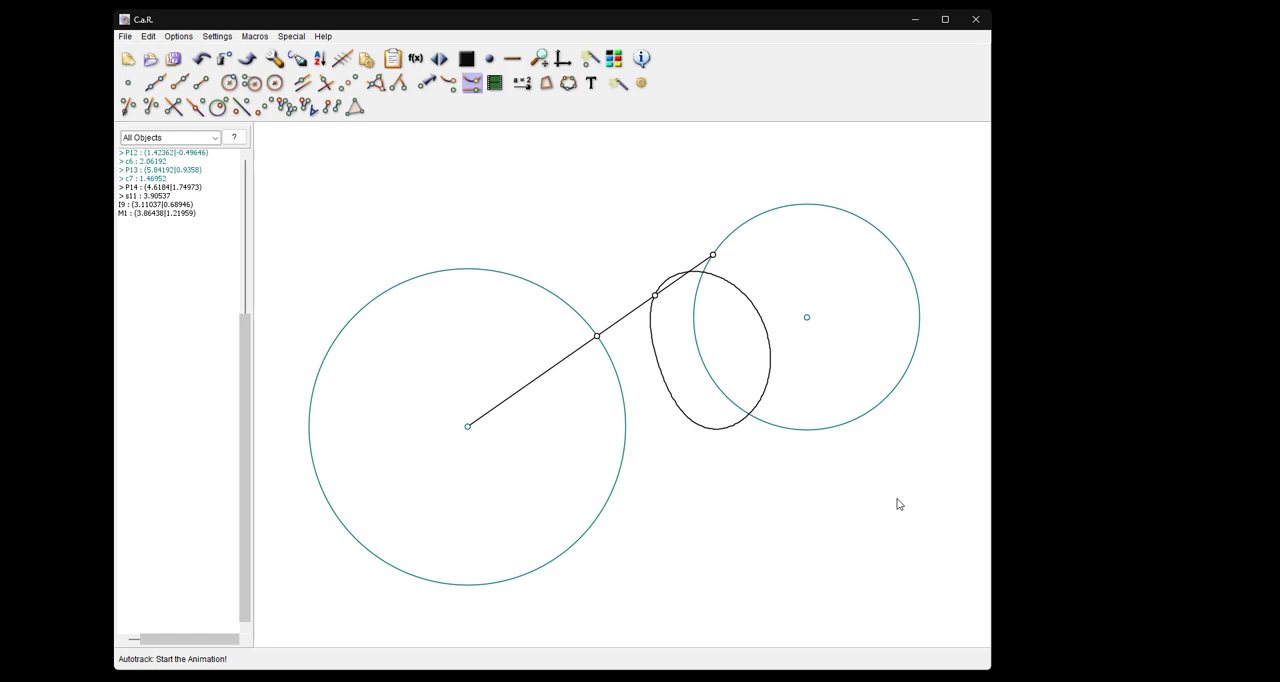 C.a.R.
File Edit Options Settings Macros Special Help
A
Z
f(x)
a = 2 T
All Objects ?
> P12 : (1.42362|-0.49646)
> c6 : 2.06192
> P13 : (5.84192|0.9358)
> c7 : 1.46952
> P14 : (4.6184|1.74973)
> s11 : 3.90537
I9 : (3.11037|0.68946)
M1 : (3.86438|1.21959)
Autotrack: Start the Animation!